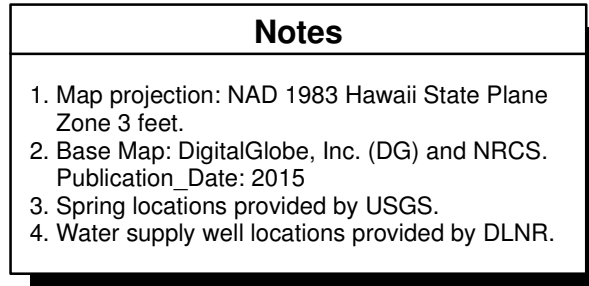 Notes
1. Map projection: NAD 1983 Hawaii State Plane
Zone 3 feet.
2. Base Map: DigitalGlobe, Inc. (DG) and NRCS.
Publication_Date: 2015
3. Spring locations provided by USGS.
4. Water supply well locations provided by DLNR.